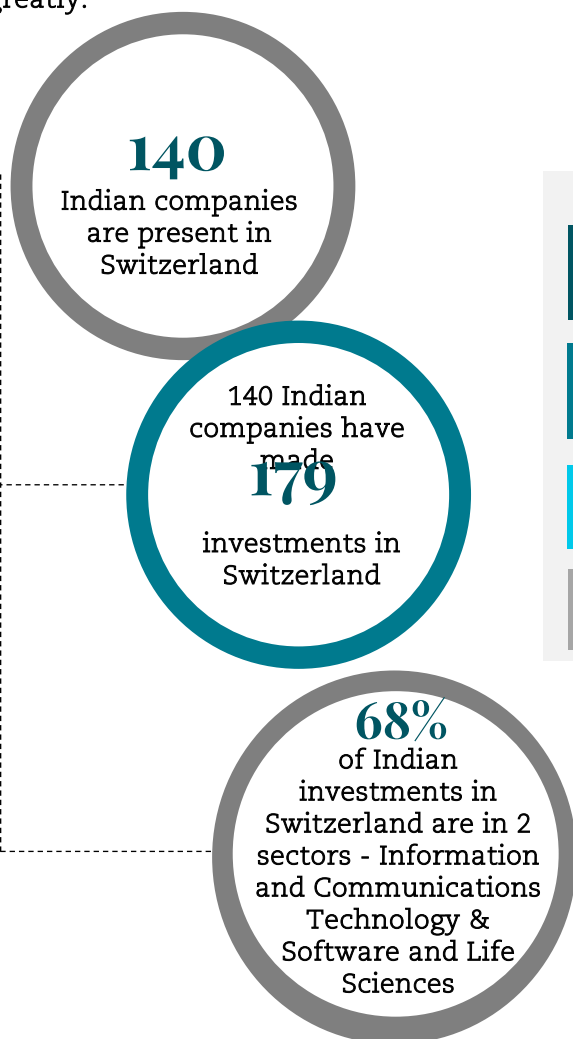 greatly.
140
Indian companies
are present in
Switzerland
140 Indian
companies have
made
179
investments in
Switzerland
68%
of Indian
investments in
Switzerland are in 2
sectors - Information
and Communications
Technology &
Software and Life
Sciences